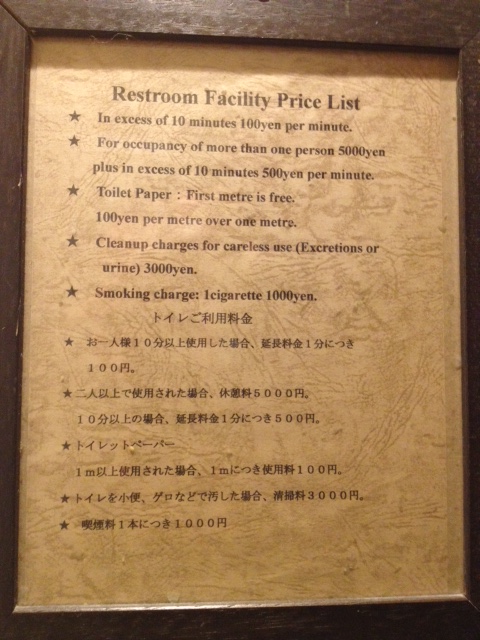 Restroom Facility Price List
★ In excess of 10 minutes 100yen per minute.
★ For occupancy of more than one person 5000yen
plus in excess of 10 minutes 500yen per minute.
★ Toilet Paper : First metre is free.
100yen per metre over one metre.
★ Cleanup charges for careless use (Excretions or
urine) 3000yen.
★ Smoking charge: 1cigarette 1000yen.
トイレご利用料金
★ お一人様１０分以上使用した場合、延長料金１分につき
１００円。
★二人以上で使用された場合、休憩料５０００円。
１０分以上の場合、延長料金１分につき５００円。
★トイレットペーパー
１ｍ以上使用された場合、１ｍにつき使用料１００円。
★トイレを小便、ゲロなどで汚した場合、清掃料３０００円。
★ 喫煙料１本につき１０００円